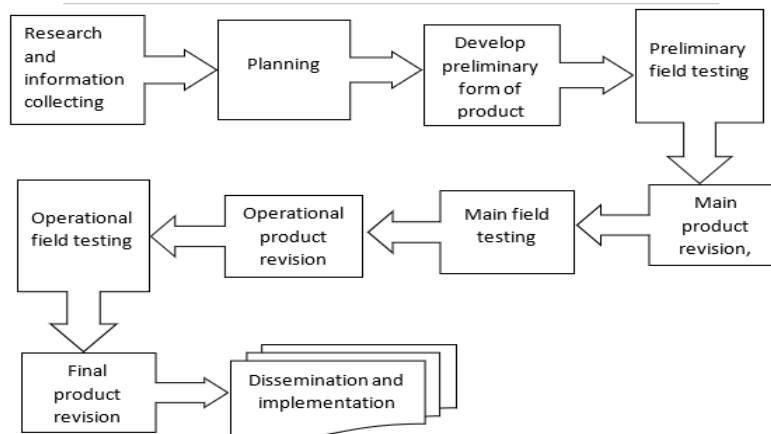 Research
and
information
collecting
Planning
Develop
preliminary
form of
product
Preliminary
field testing
Main
product
revision,
Main field
testing
Operational
product
revision
Operational
field testing
Final
product
revision
Dissemination and
implementation